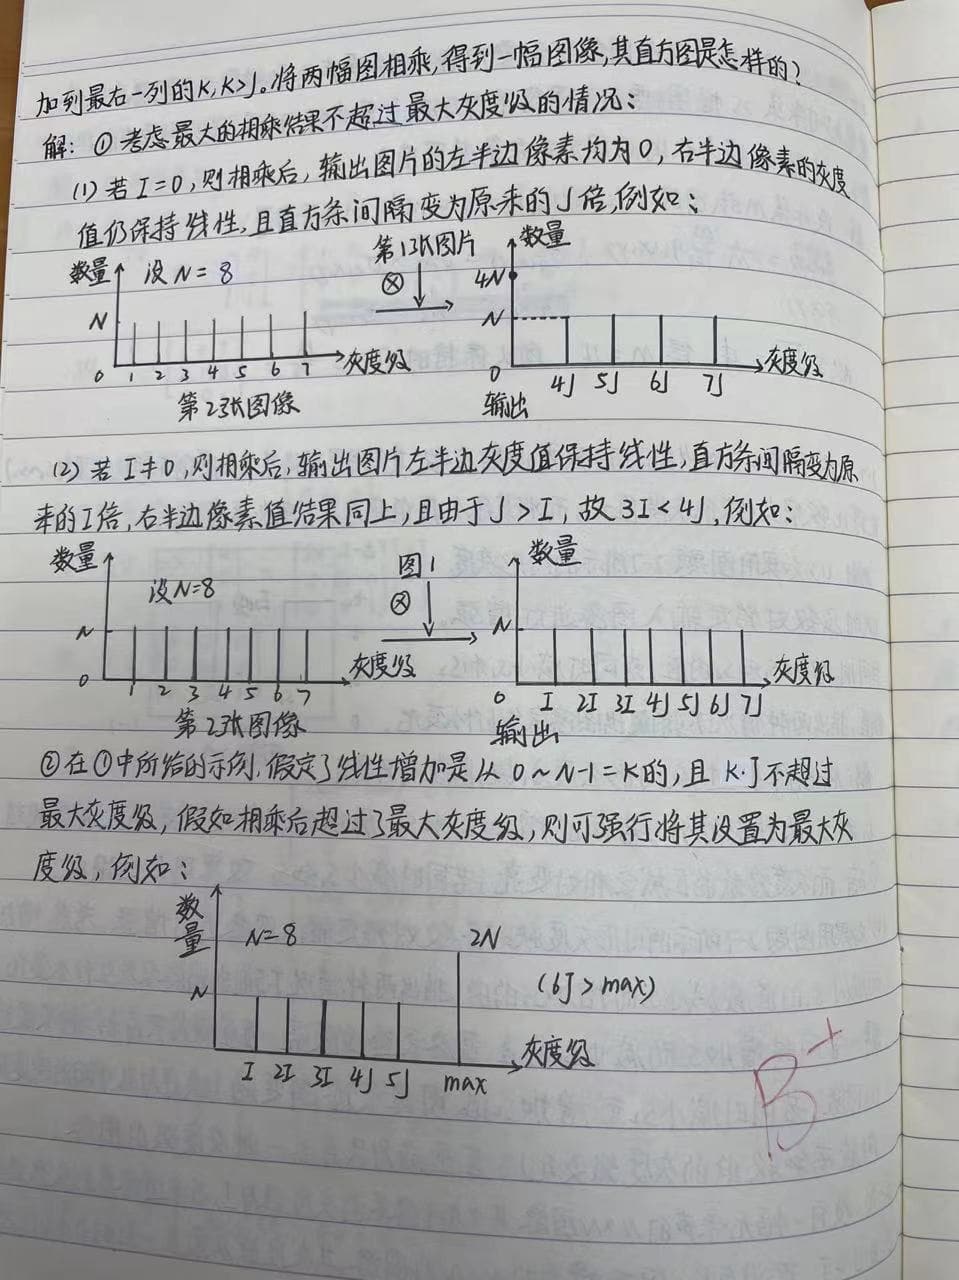 加到最右一列的K,K>J。将两幅图相乘,得到一幅图像,其直方图是怎样的?
解: ①考虑最大的相乘结果不超过最大灰度级的情况:
(1)若I=0,则相乘后,输出图片的左半边像素均为0,右半边像素的灰度
值仍保持线性,且直方条间隔变为原来的J倍,例如:
数量 设N=8
N
0 1 2 3 4 5 6 7 灰度级
第2张图像
第1张图片
⊗
数量
4N
N
0 4J 5J 6J 7J 灰度级
输出
(2)若I≠0,则相乘后,输出图片左半边灰度值保持线性,直方条间隔变为原
来的I倍,右半边像素值结果同上,且由于J>I,故3I<4J,例如:
数量
设N=8
N
0 1 2 3 4 5 6 7 灰度级
第2张图像
图1
⊗
数量
N
0 I 2I 3I 4J 5J 6J 7J 灰度级
输出
②在①中所给的示例,假定了线性增加是从0~N-1=K的,且K·J不超过
最大灰度级,假如相乘后超过了最大灰度级,则可强行将其设置为最大灰
度级,例如:
数量
N=8 2N
N
(6J>max)
I 2I 3I 4J 5J max 灰度级
B+